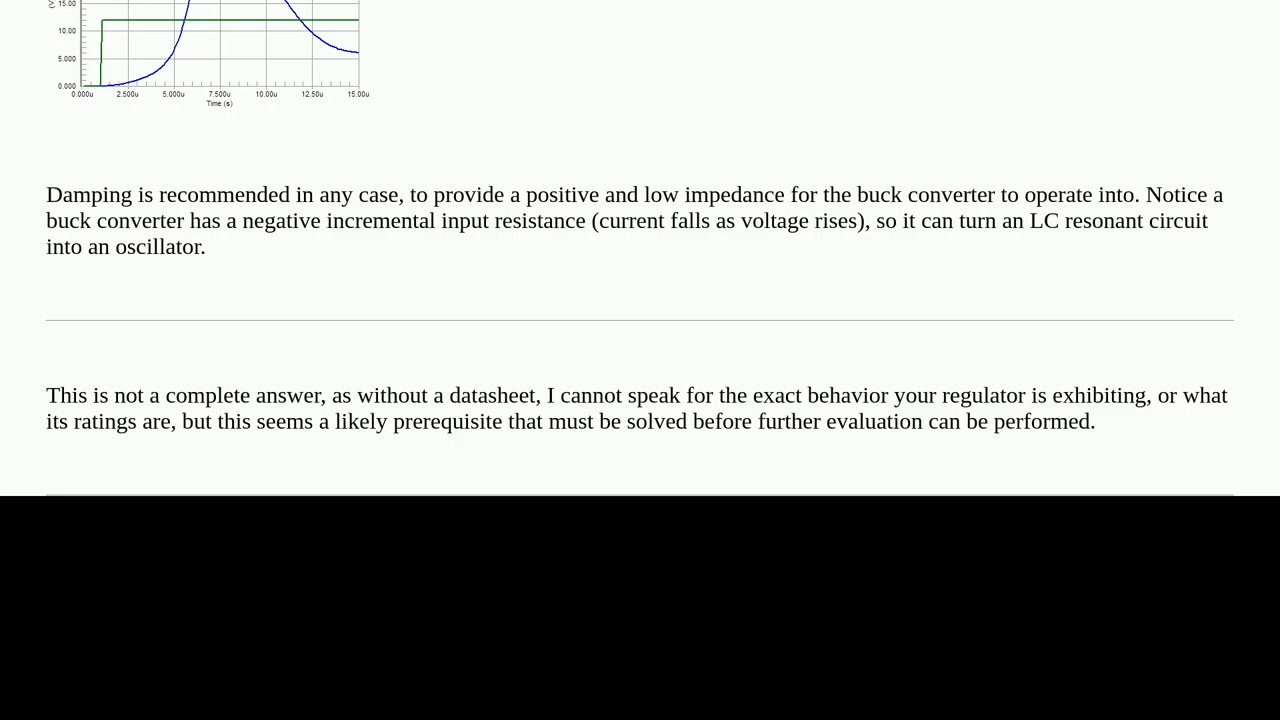 15.00
10.00
5.000
0.000
0.000u 2.500u 5.000u 7.500u 10.00u 12.50u 15.00u
Time (s)
Damping is recommended in any case, to provide a positive and low impedance for the buck converter to operate into. Notice a
buck converter has a negative incremental input resistance (current falls as voltage rises), so it can turn an LC resonant circuit
into an oscillator.
This is not a complete answer, as without a datasheet, I cannot speak for the exact behavior your regulator is exhibiting, or what
its ratings are, but this seems a likely prerequisite that must be solved before further evaluation can be performed.